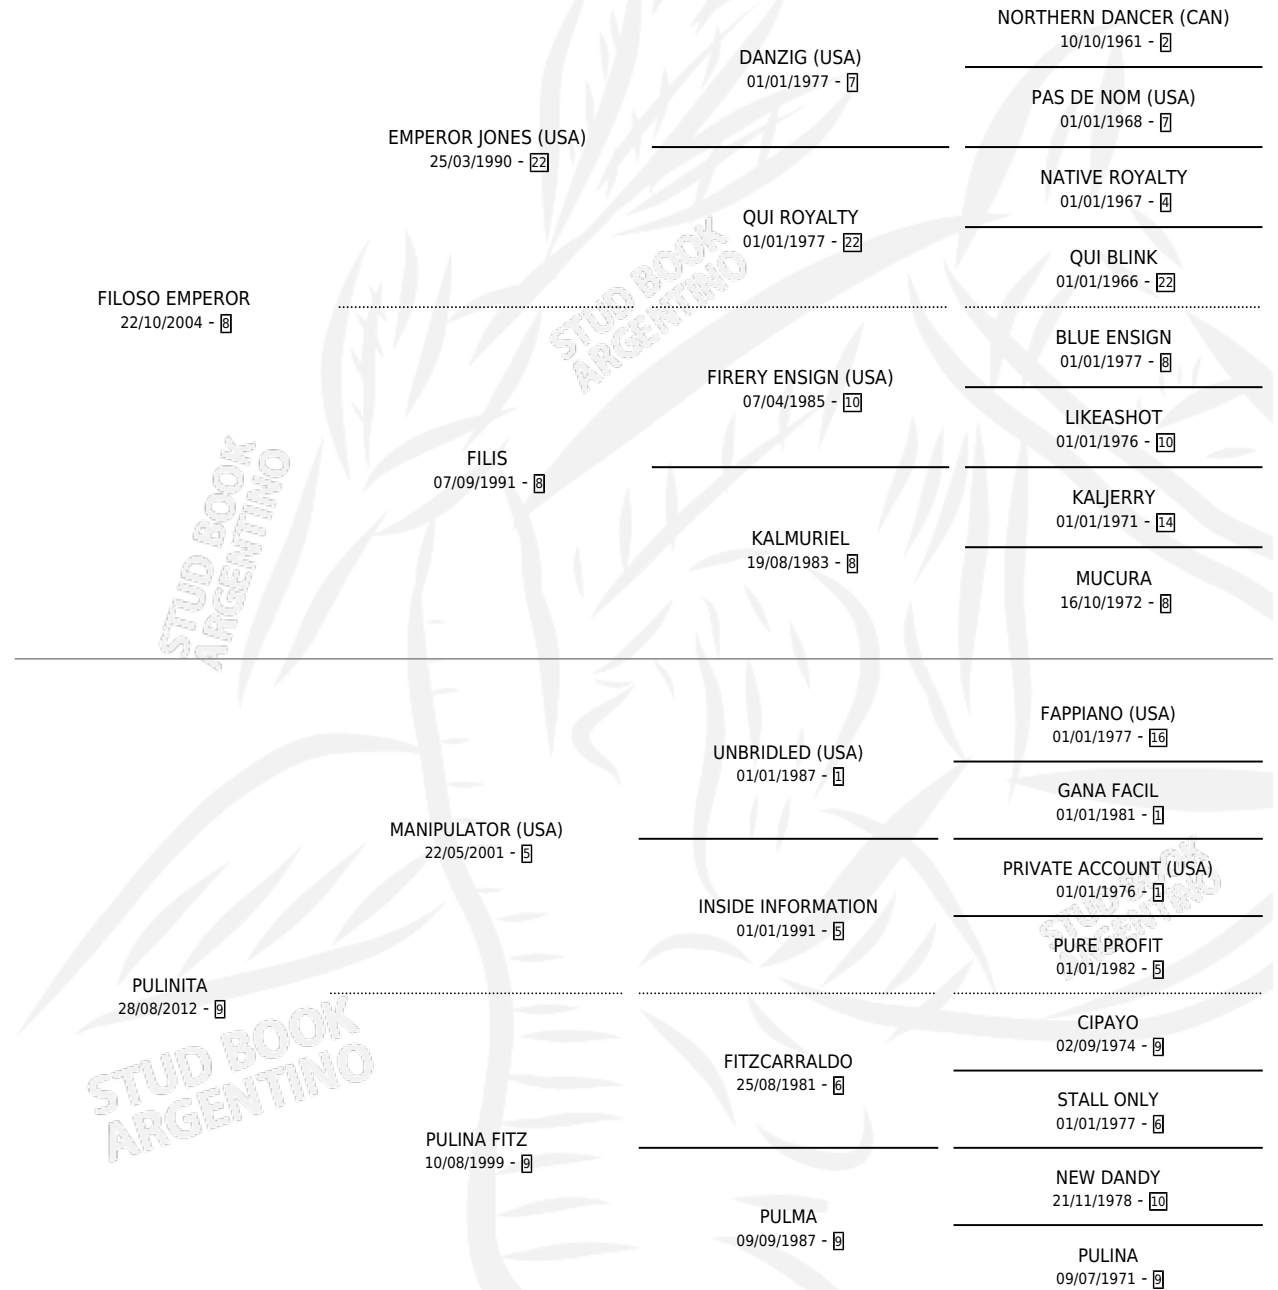 NORTHERN DANCER (CAN)
10/10/1961 - 2
DANZIG (USA)
01/01/1977 - 7
PAS DE NOM (USA)
01/01/1968 - 7
EMPEROR JONES (USA)
25/03/1990 - 22
NATIVE ROYALTY
01/01/1967 - 4
QUI ROYALTY
01/01/1977 - 22
QUI BLINK
01/01/1966 - 22
FILOSO EMPEROR
22/10/2004 - 8
STUD BOOK
ARGENTINO
BLUE ENSIGN
01/01/1977 - 8
FIRERY ENSIGN (USA)
07/04/1985 - 10
LIKEASHOT
01/01/1976 - 10
FILIS
07/09/1991 - 8
KALJERRY
01/01/1971 - 14
KALMURIEL
19/08/1983 - 8
MUCURA
16/10/1972 - 8
STUD BOOK
ARGENTINO
FAPPIANO (USA)
01/01/1977 - 16
UNBRIDLED (USA)
01/01/1987 - 1
GANA FACIL
01/01/1981 - 1
MANIPULATOR (USA)
22/05/2001 - 5
PRIVATE ACCOUNT (USA)
01/01/1976 - 1
INSIDE INFORMATION
01/01/1991 - 5
PURE PROFIT
01/01/1982 - 5
STUD BOOK
ARGENTINO
PULINITA
28/08/2012 - 9
CIPAYO
02/09/1974 - 9
FITZCARRALDO
25/08/1981 - 6
STALL ONLY
01/01/1977 - 6
STUD BOOK
ARGENTINO
PULINA FITZ
10/08/1999 - 9
NEW DANDY
21/11/1978 - 10
PULMA
09/09/1987 - 9
PULINA
09/07/1971 - 9